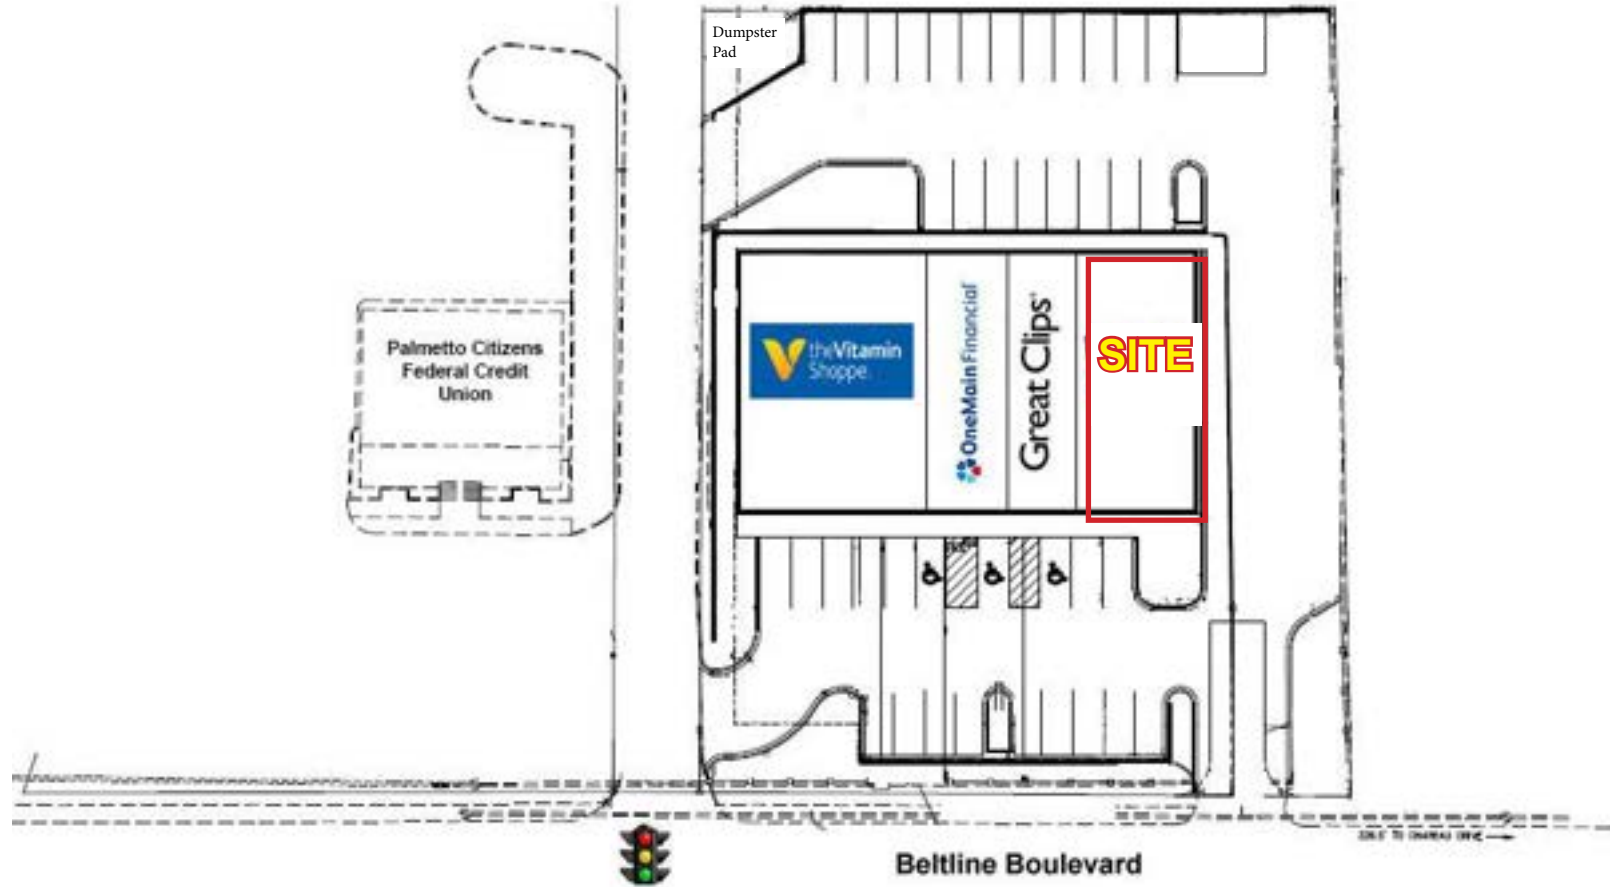 Dumpster
Pad
Palmetto Citizens
Federal Credit
Union
theVitamin
Shoppe
OneMain Financial
Great Clips
SITE
Beltline Boulevard